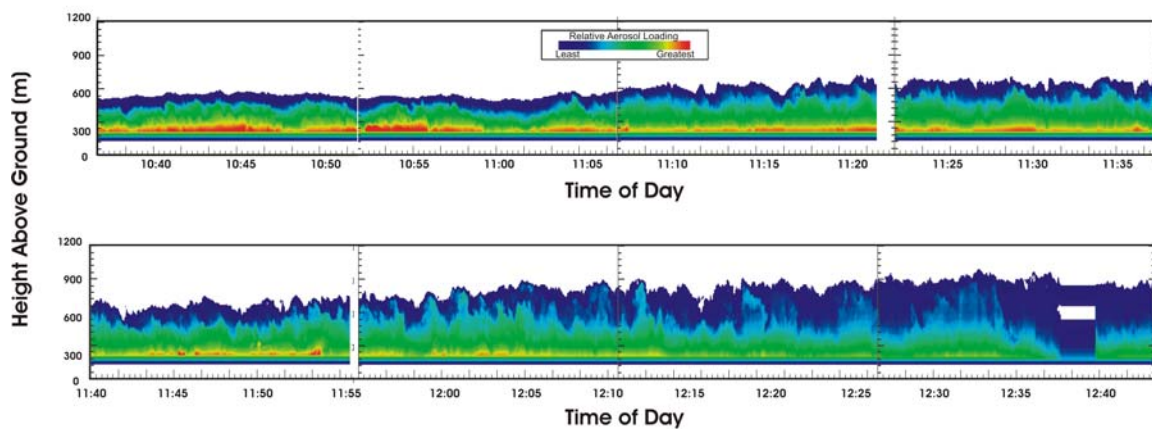 Height Above Ground (m)
1200
900
600
300
0
Relative Aerosol Loading
Least Greatest
10:40 10:45 10:50 10:55 11:00 11:05 11:10 11:15 11:20 11:25 11:30 11:35
Time of Day
1200
900
600
300
0
11:40 11:45 11:50 11:55 12:00 12:05 12:10 12:15 12:20 12:25 12:30 12:35 12:40
Time of Day